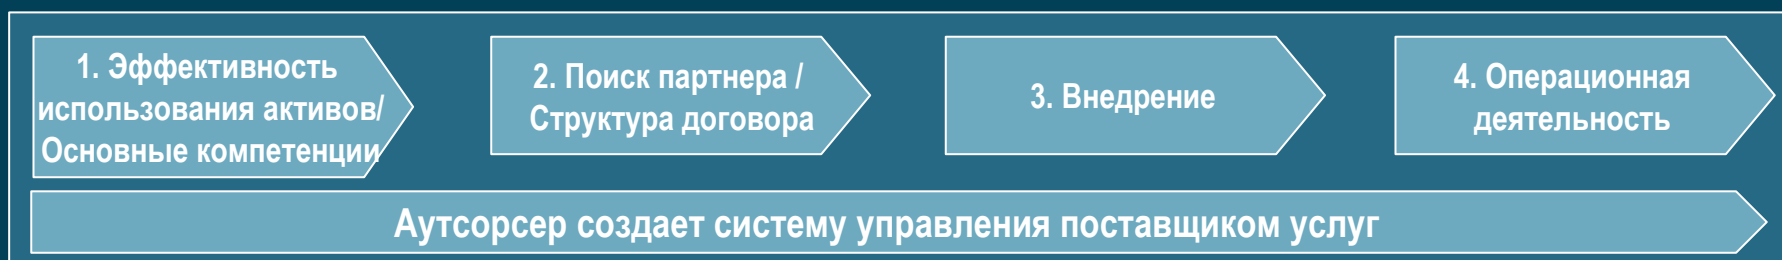 1. Эффективность
использования активов/
Основные компетенции
2. Поиск партнера /
Структура договора
3. Внедрение
4. Операционная
деятельность
Аутсорсер создает систему управления поставщиком услуг